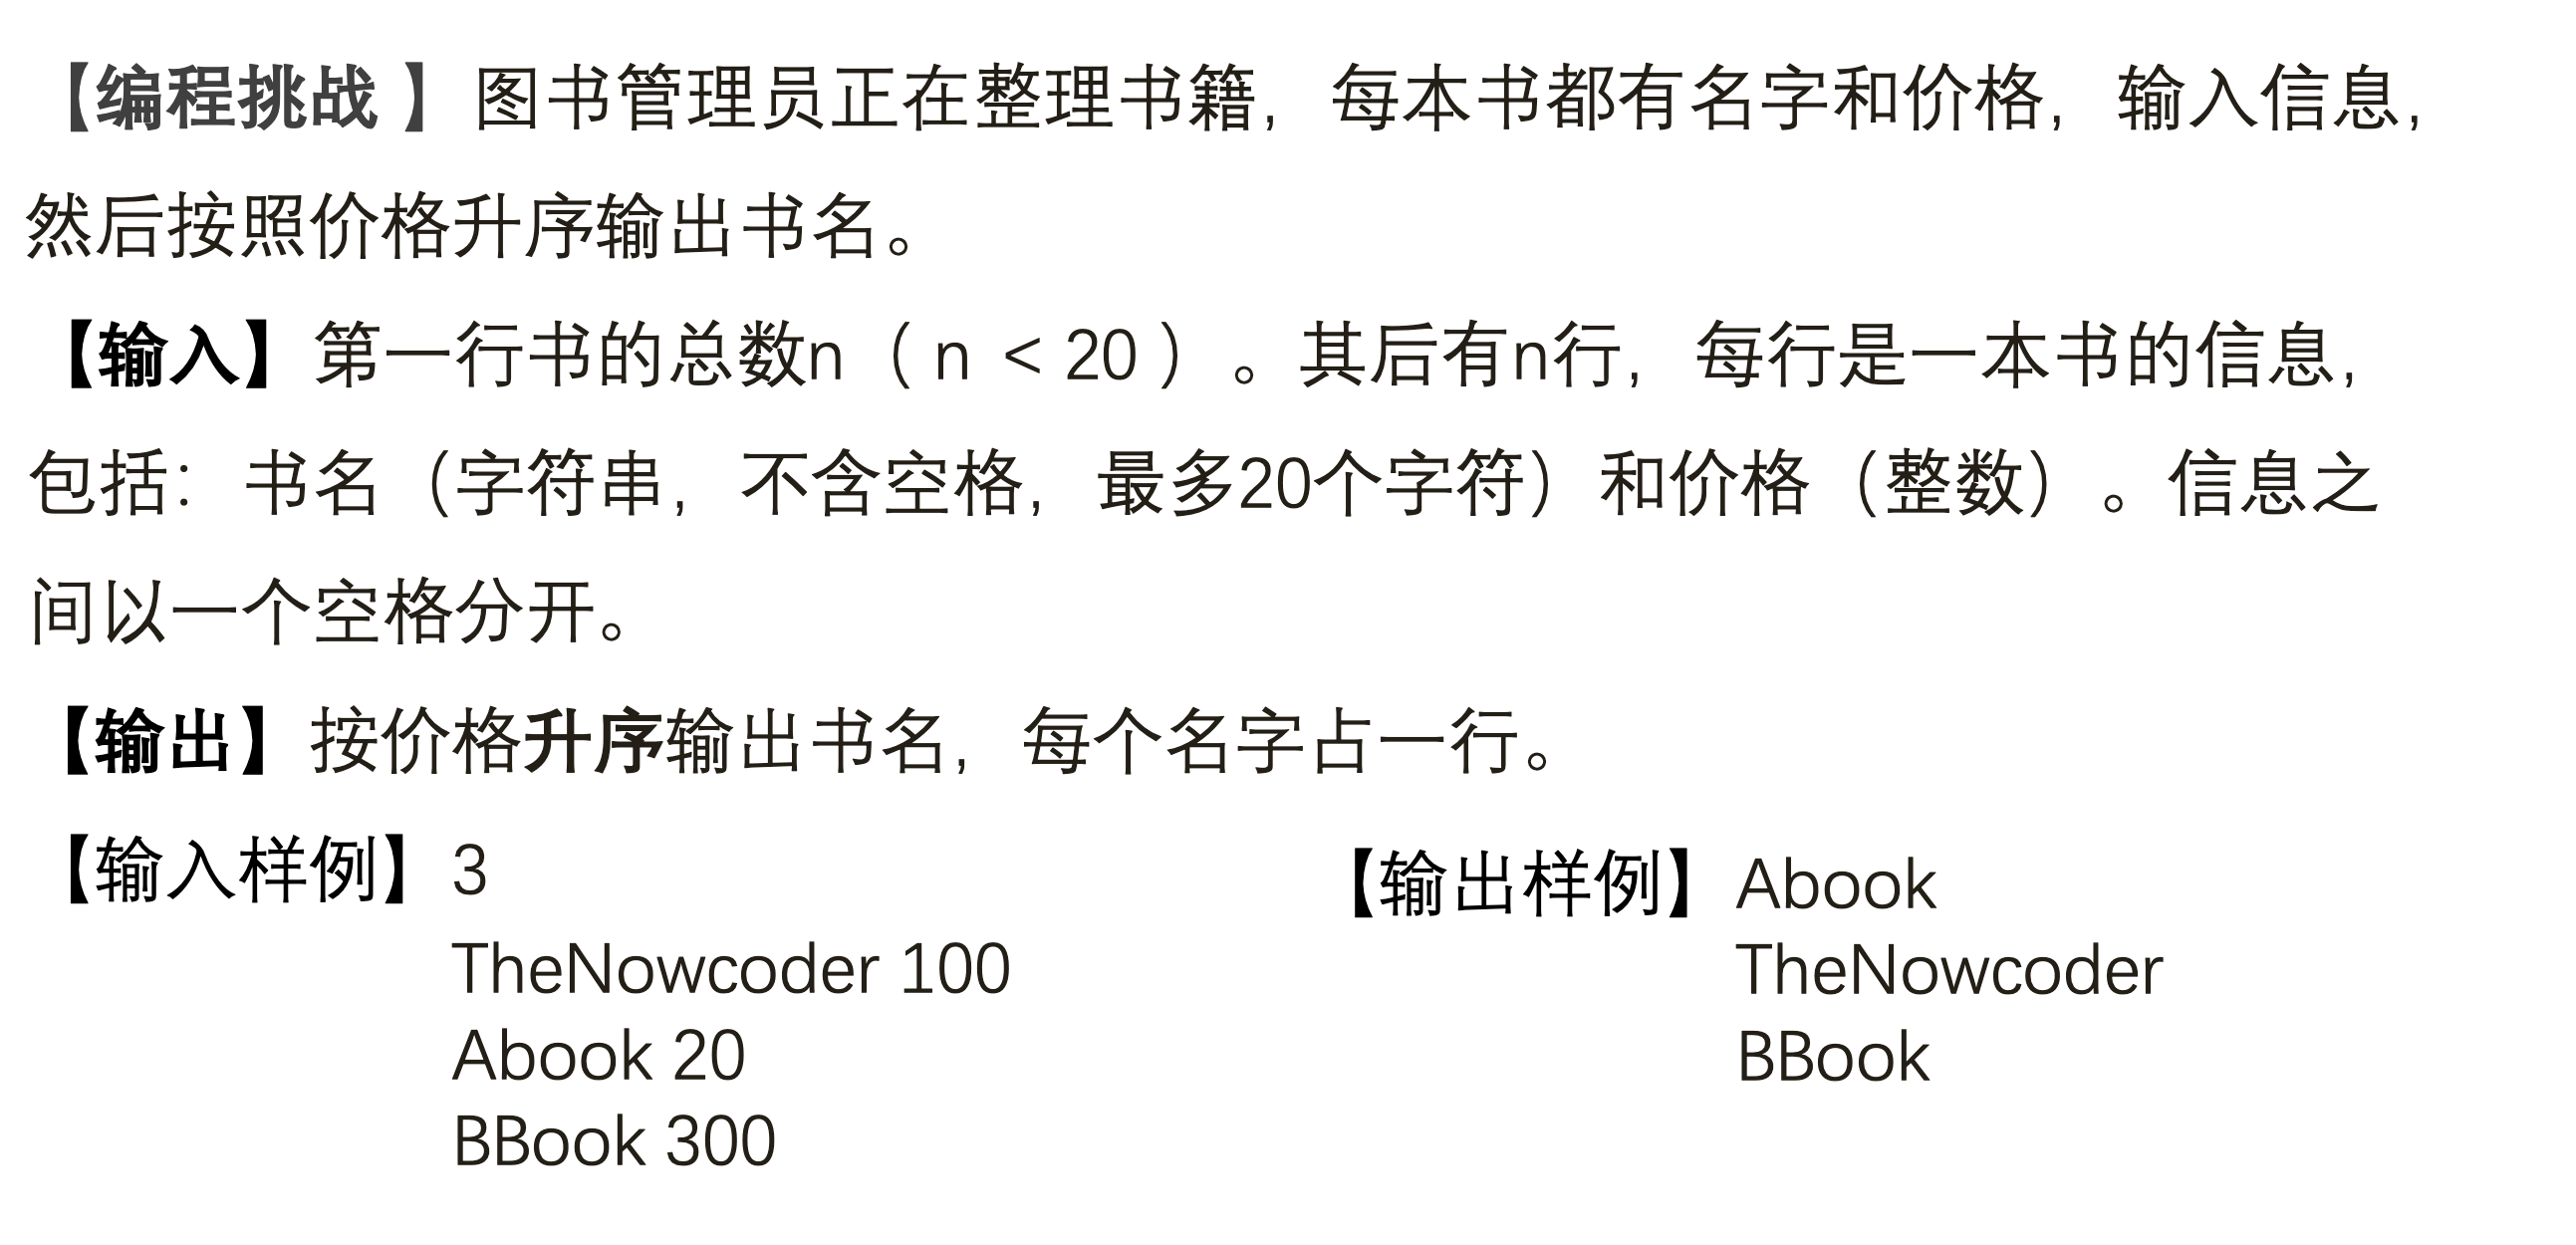 【编程挑战 】图书管理员正在整理书籍，每本书都有名字和价格，输入信息，
然后按照价格升序输出书名。
【输入】第一行书的总数n（ n < 20 ）。其后有n行，每行是一本书的信息，
包括：书名（字符串，不含空格，最多20个字符）和价格（整数）。信息之
间以一个空格分开。
【输出】按价格升序输出书名，每个名字占一行。
【输入样例】3
TheNowcoder 100
Abook 20
BBook 300
【输出样例】Abook
TheNowcoder
BBook